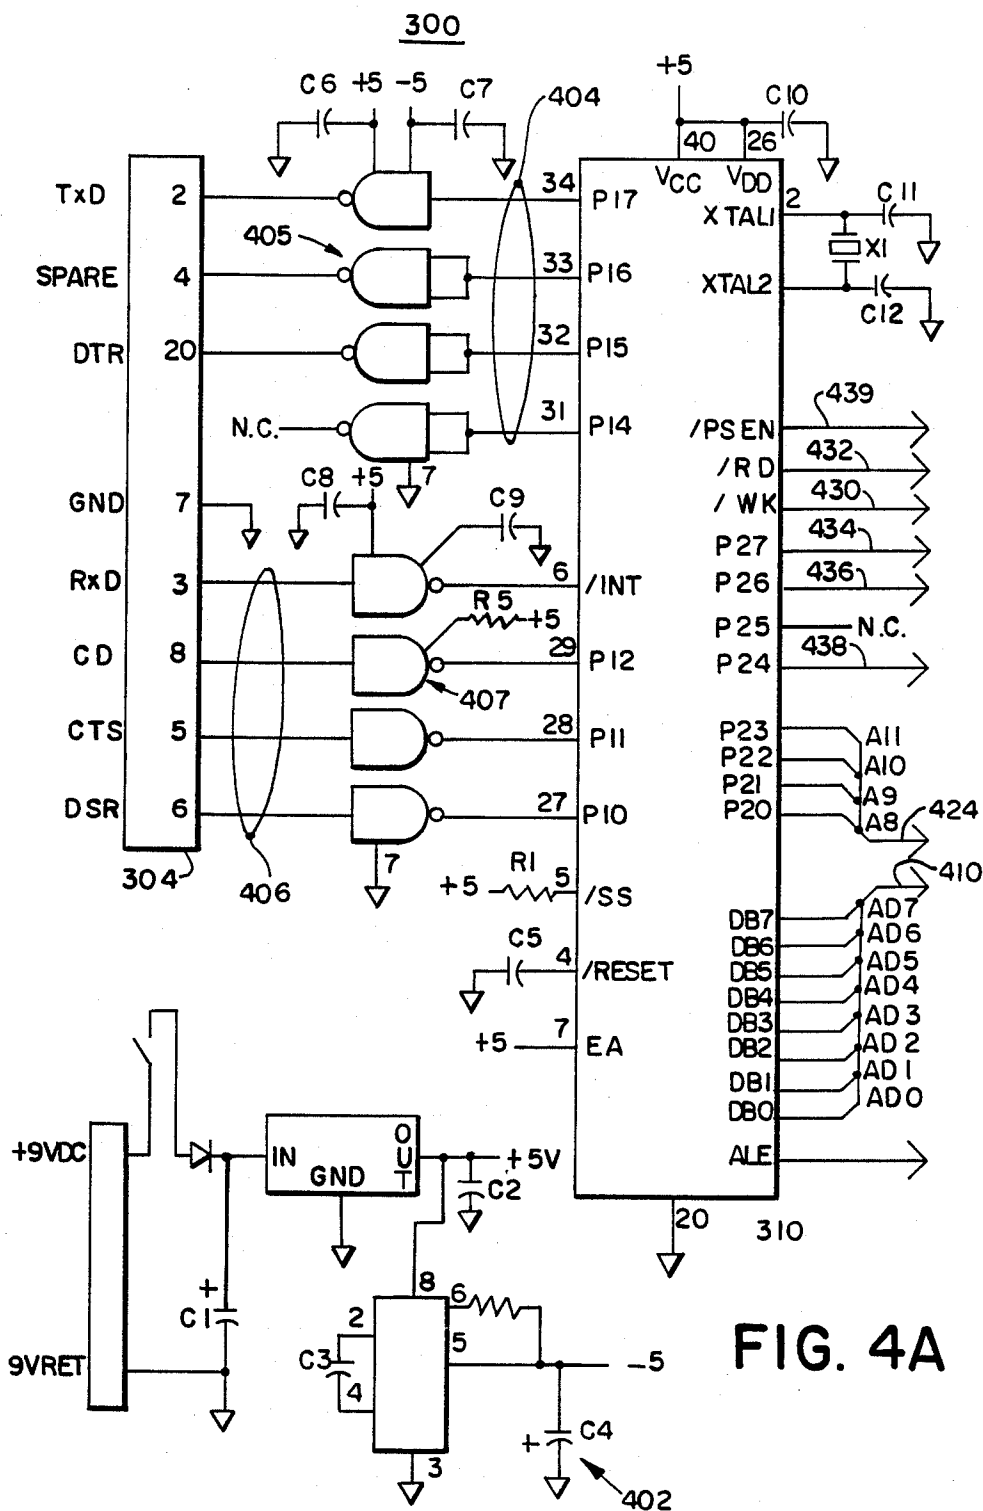 300
C6 +5 -5 C7 404
+5 C10
40 26
VCC VDD
TxD 2 34 P17 XTAL1 2 C11
405
SPARE 4 33 P16 X1
XTAL2 C12
DTR 20 32 P15
N.C. 31 P14 /PSEN 439
7
C8 +5 C9 /RD 432
GND 7 /WK 430
P27 434
RxD 3 6 /INT P26 436
R5 +5
P25 N.C.
CD 8 29 P12 P24 438
407
CTS 5 28 P11 P23 A11
P22 A10
P21 A9
DSR 6 27 P10 P20 A8 424
7
304 406 R1 410
+5 5 /SS
DB7 AD7
C5 DB6 AD6
4 /RESET DB5 AD5
DB4 AD4
7 DB3 AD3
+5 EA DB2 AD2
DB1 AD1
DB0 AD0
+9VDC IN OUT +5V ALE
GND C2
20 310
8
+ C1 2 6
C3 5 -5
9VRET 4
FIG. 4A
+ C4
3 402